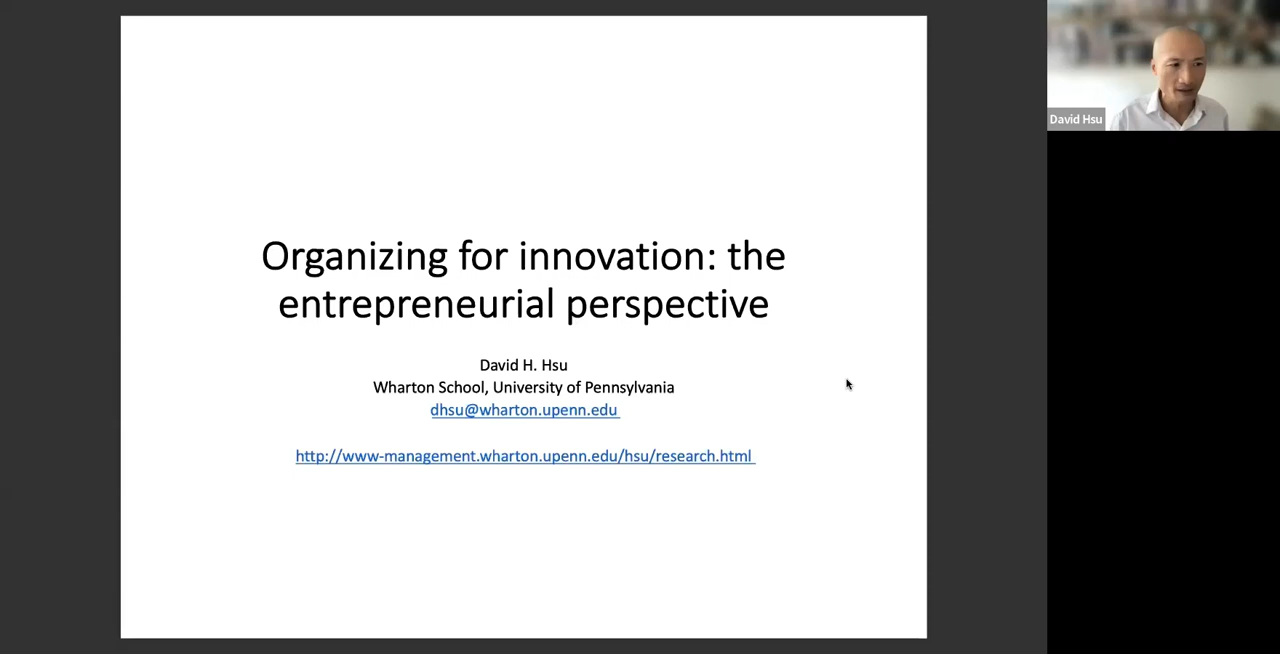 Organizing for innovation: the
entrepreneurial perspective
David H. Hsu
Wharton School, University of Pennsylvania
dhsu@wharton.upenn.edu
http://www-management.wharton.upenn.edu/hsu/research.html
David Hsu